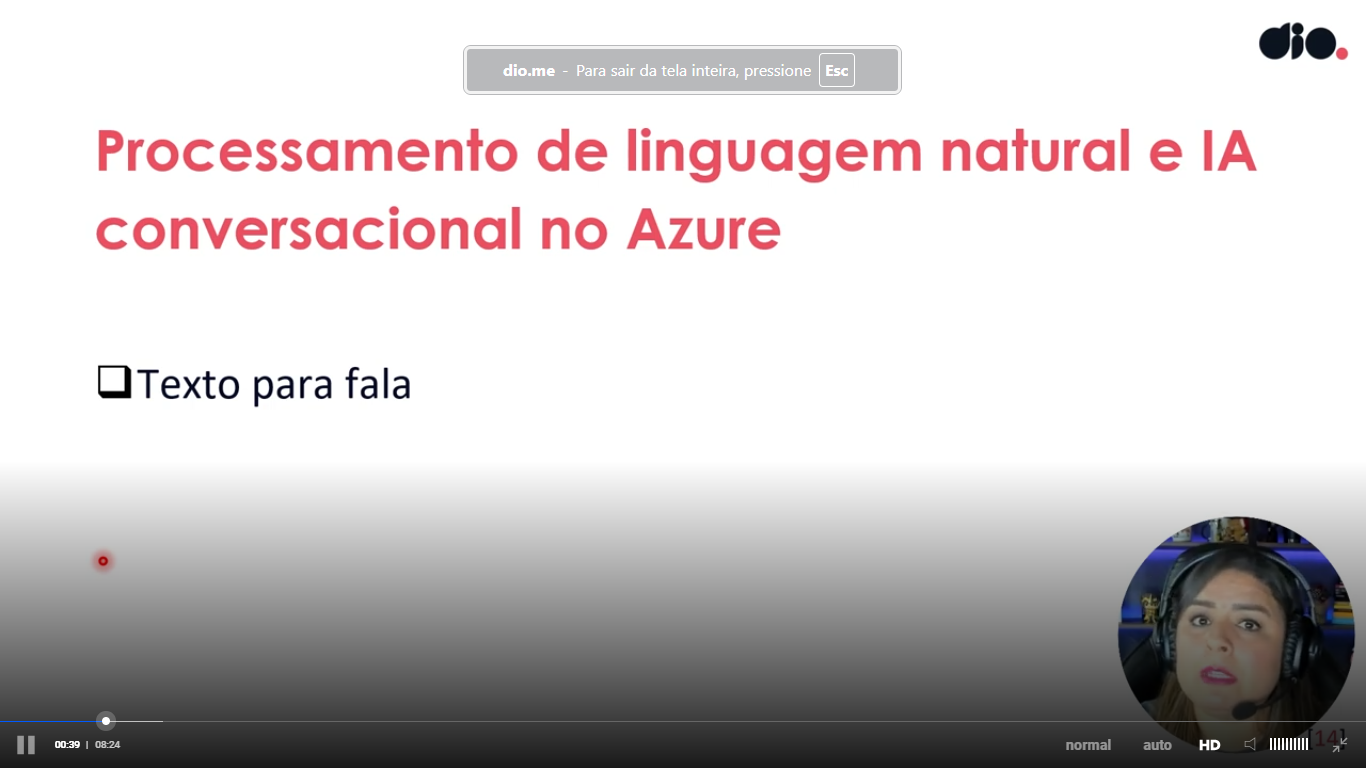 dio.
dio.me - Para sair da tela inteira, pressione Esc
Processamento de linguagem natural e IA
conversacional no Azure
Texto para fala
00:39 | 08:24
normal auto HD
[14]